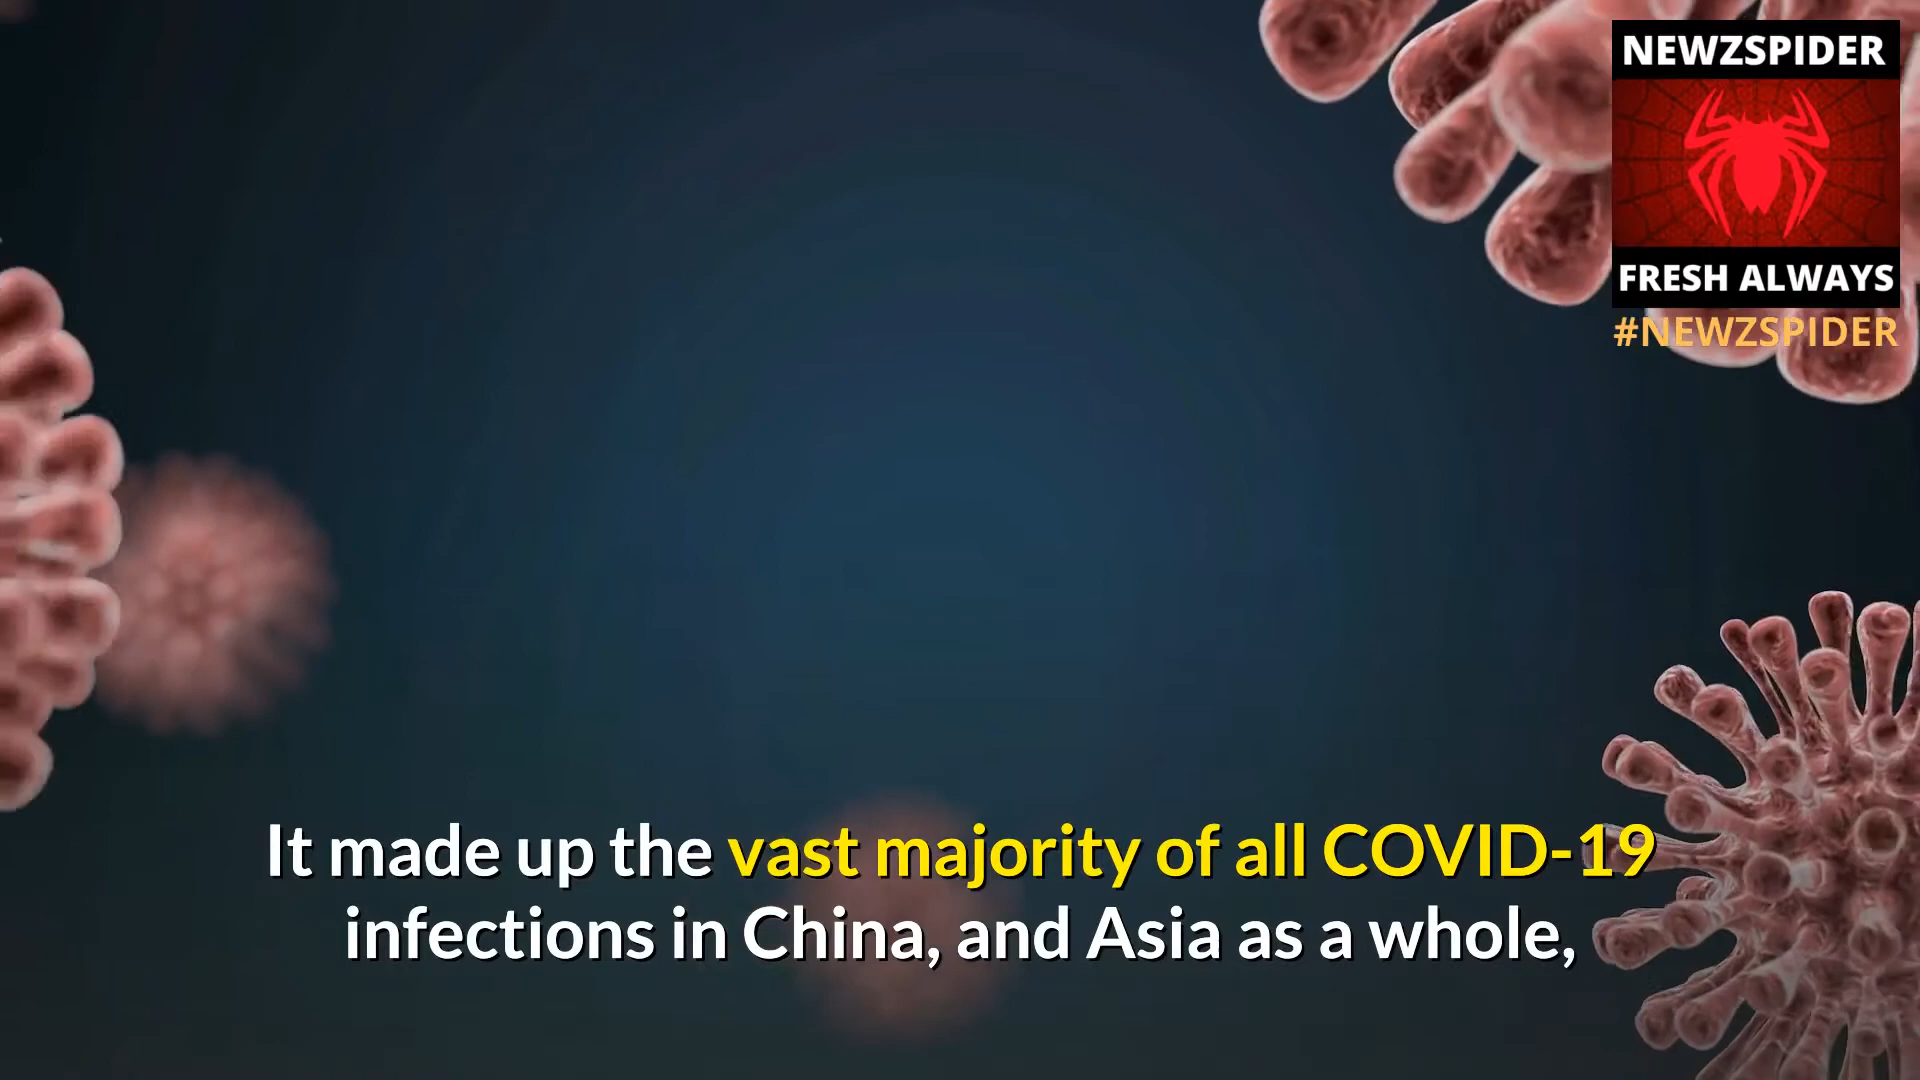 NEWZSPIDER
FRESH ALWAYS
#NEWZSPIDER
It made up the vast majority of all COVID-19
infections in China, and Asia as a whole,